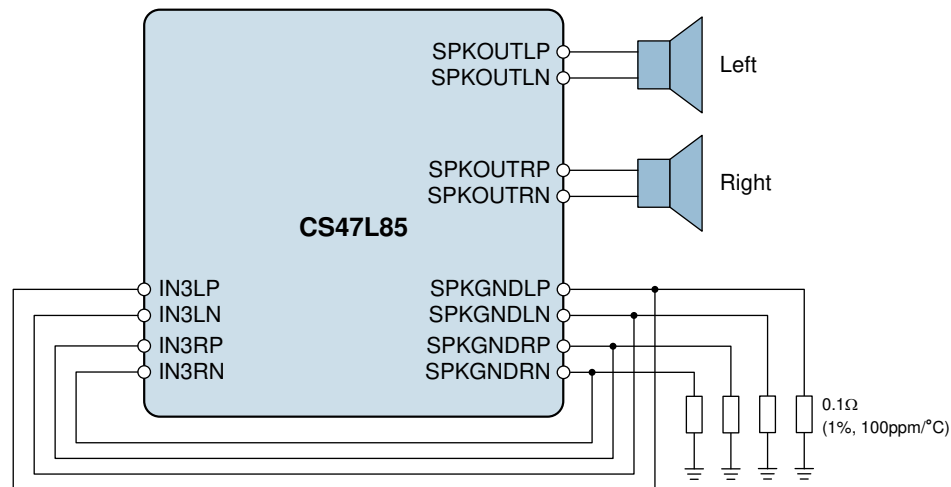 SPKOUTLP
SPKOUTLN
Left
SPKOUTRP
SPKOUTRN
Right
CS47L85
IN3LP
IN3LN
IN3RP
IN3RN
SPKGNDLP
SPKGNDLN
SPKGNDRP
SPKGNDRN
0.1Ω
(1%, 100ppm/°C)